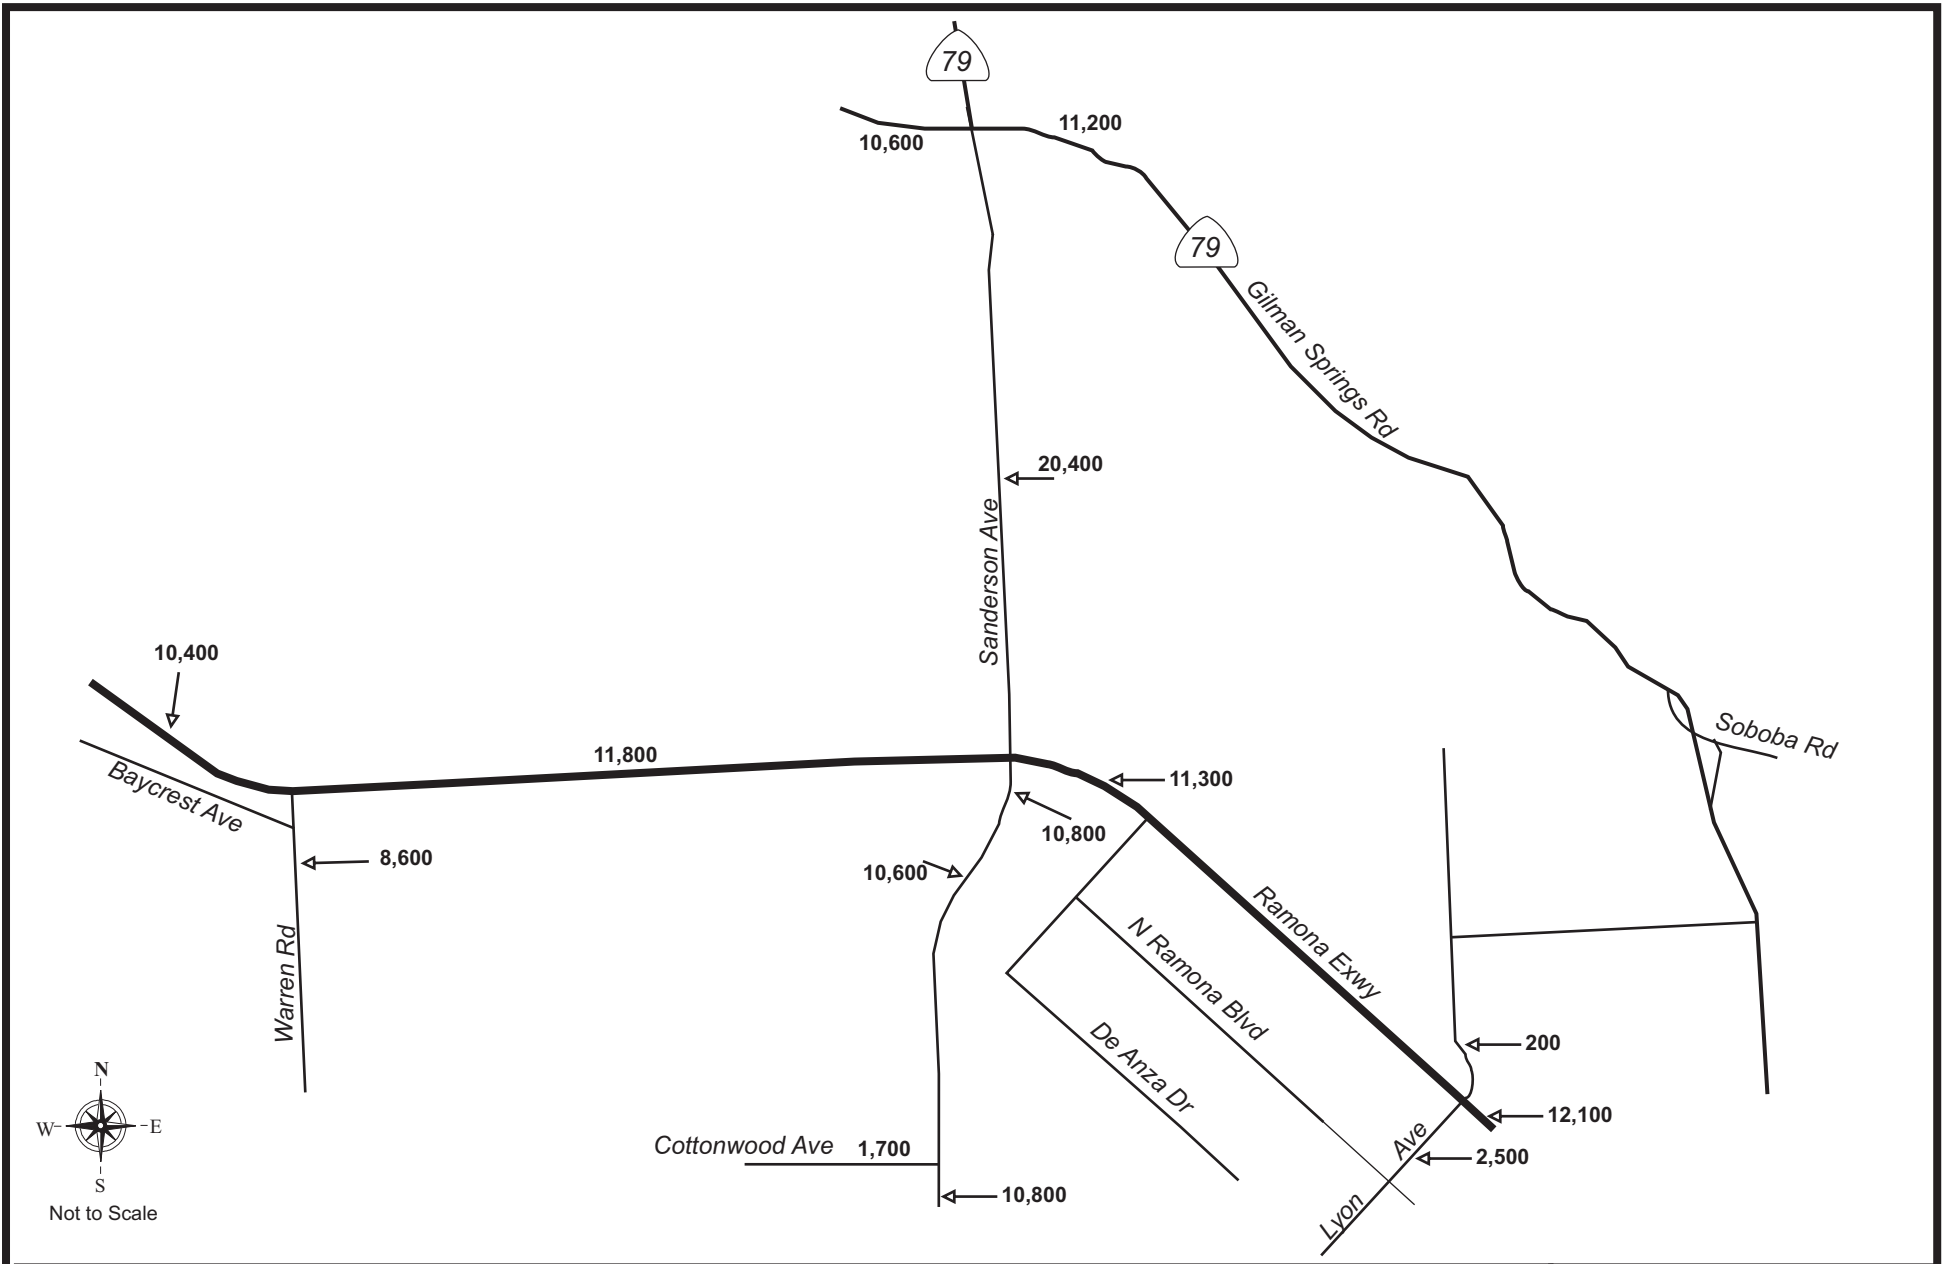 79
11,200
10,600
79
Gilman Springs Rd
20,400
Sanderson Ave
10,400
Soboba Rd
11,800
11,300
Baycrest Ave
10,800
8,600
10,600
Ramona Exwy
N Ramona Blvd
Warren Rd
De Anza Dr
200
N
W E
S
Not to Scale
12,100
Cottonwood Ave 1,700
Lyon Ave
2,500
10,800